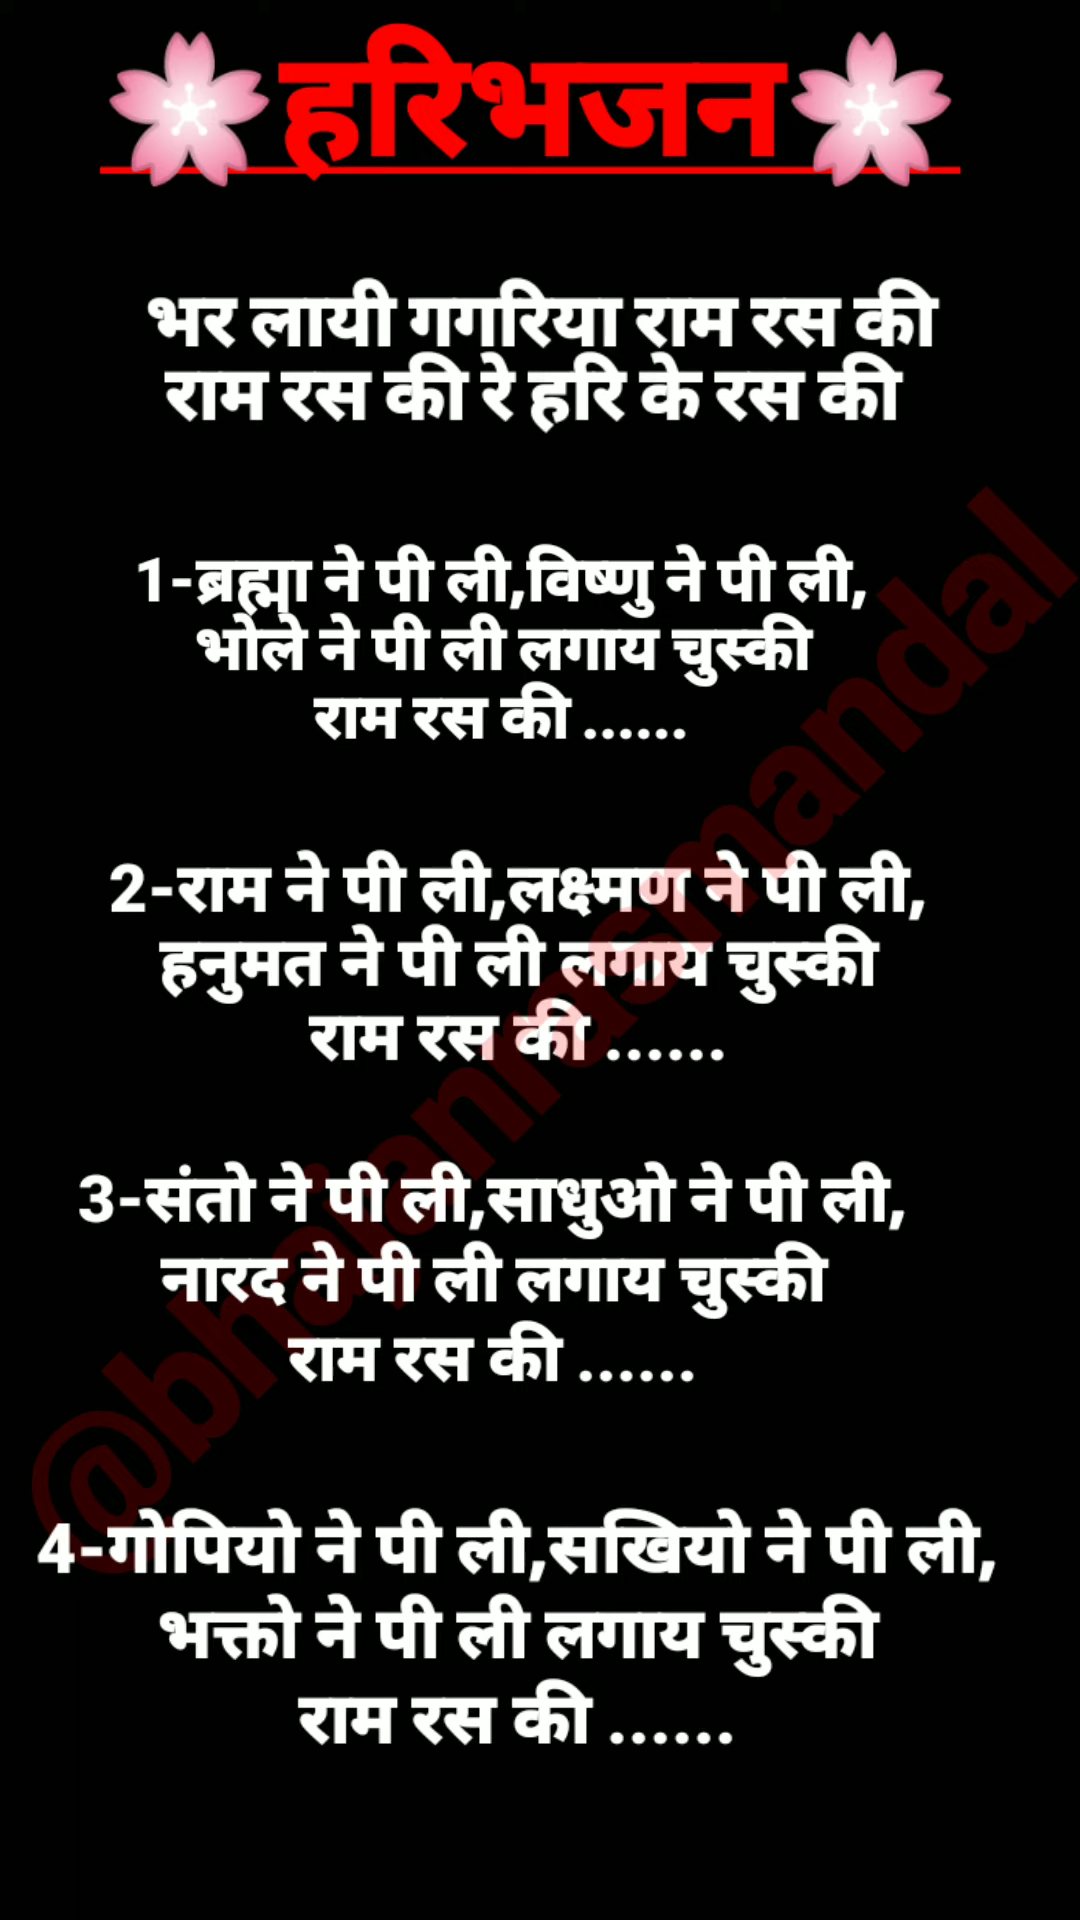 🌸हरिभजन🌸
भर लायी गगरिया राम रस की
राम रस की रे हरि के रस की
1-ब्रह्मा ने पी ली,विष्णु ने पी ली,
भोले ने पी ली लगाय चुस्की
राम रस की ......
2-राम ने पी ली,लक्ष्मण ने पी ली,
हनुमत ने पी ली लगाय चुस्की
राम रस की ......
3-संतो ने पी ली,साधुओ ने पी ली,
नारद ने पी ली लगाय चुस्की
राम रस की ......
4-गोपियो ने पी ली,सखियो ने पी ली,
भक्तो ने पी ली लगाय चुस्की
राम रस की ......
@bhajanrasmandal